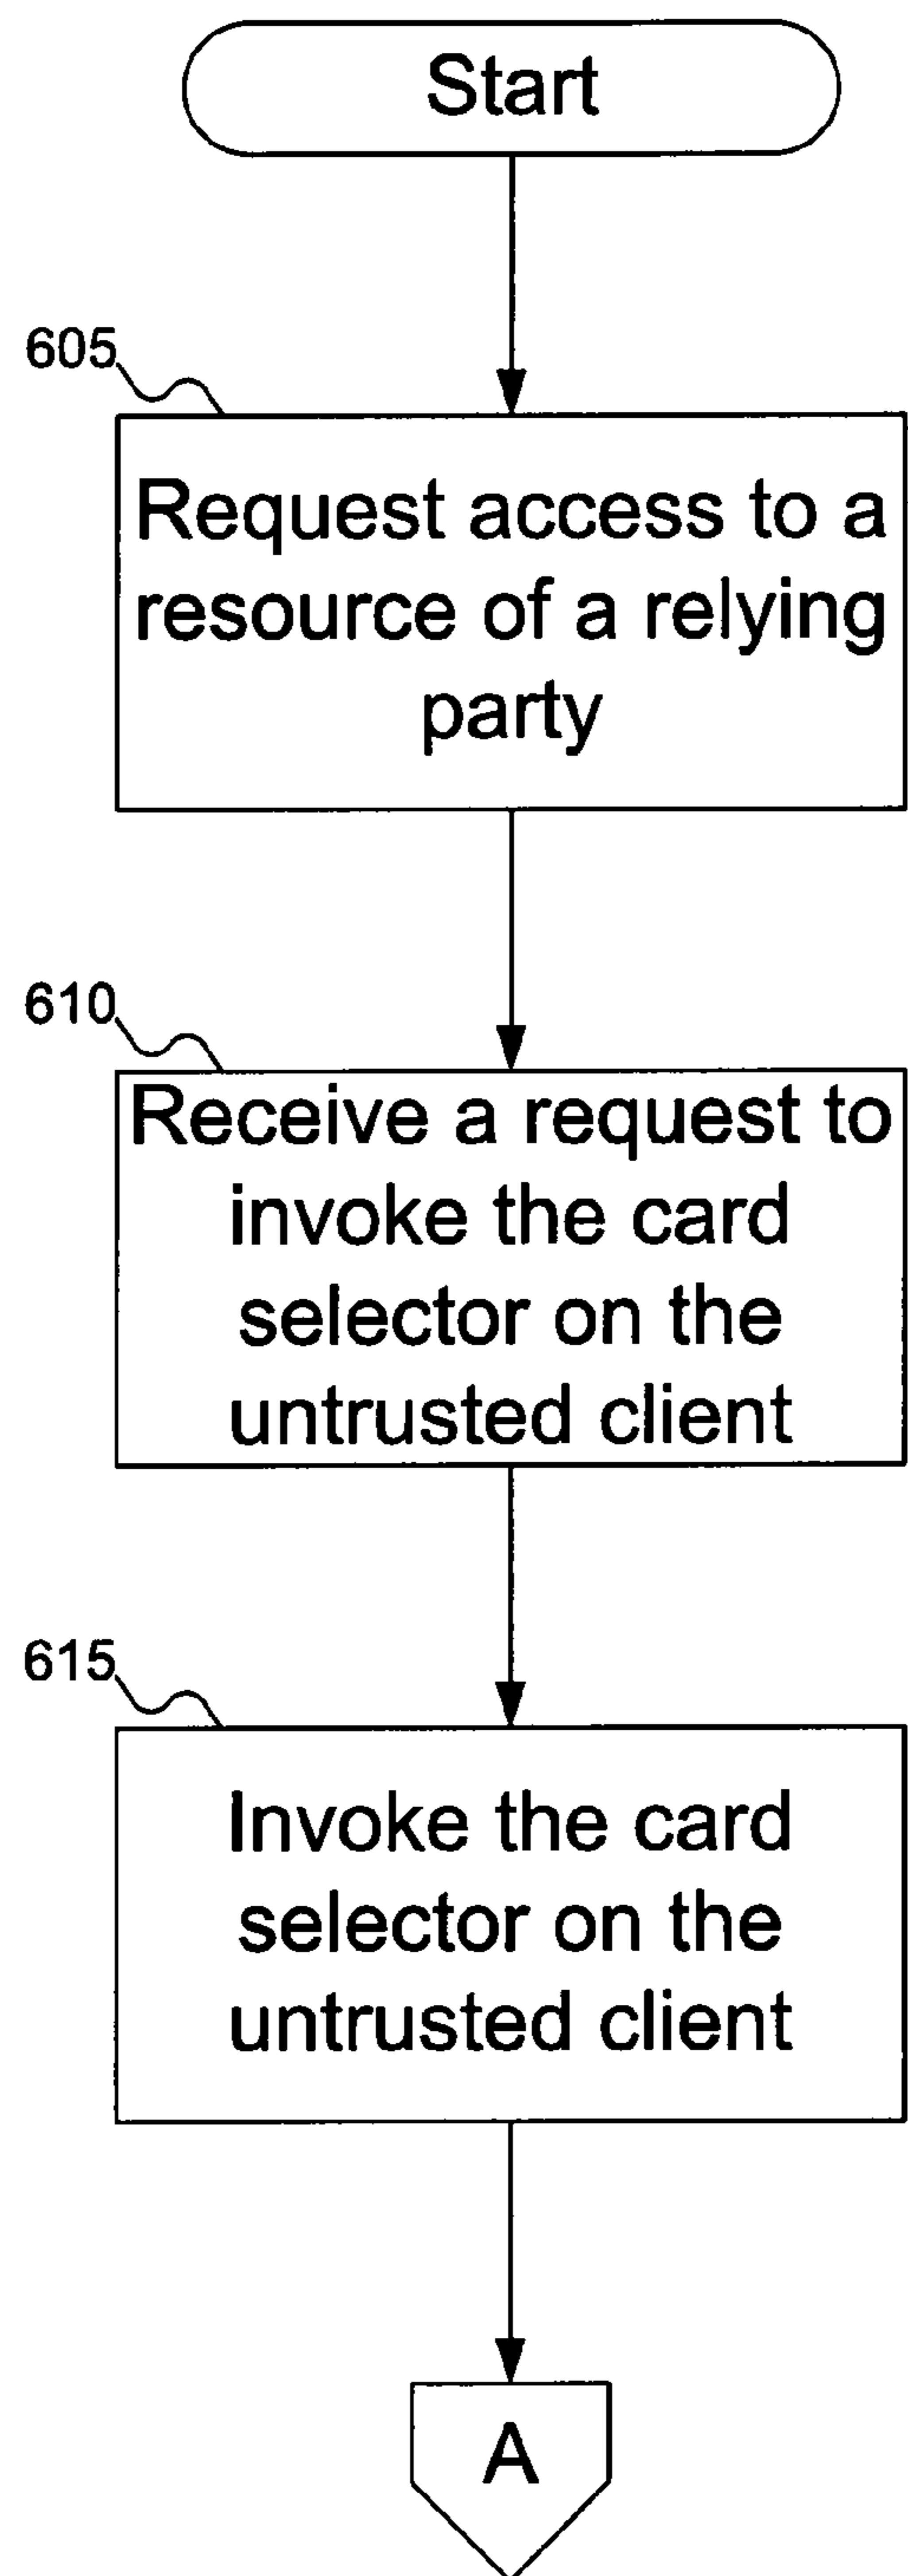 Start
605
Request access to a
resource of a relying
party
610
Receive a request to
invoke the card
selector on the
untrusted client
615
Invoke the card
selector on the
untrusted client
A